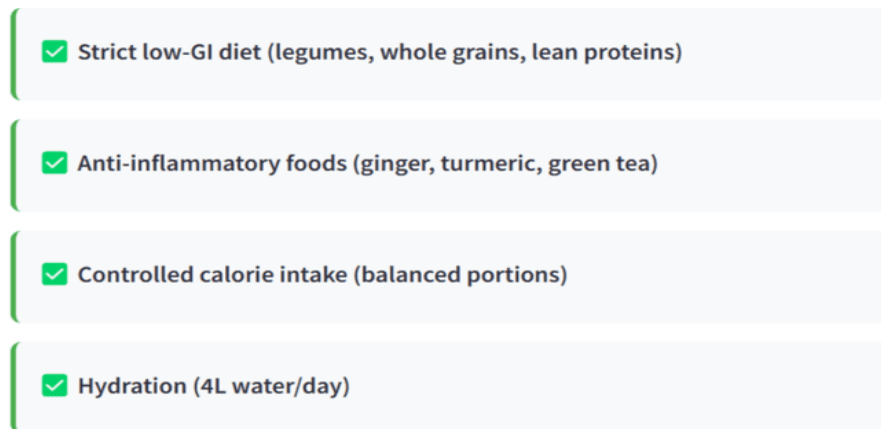 ✅ Strict low-GI diet (legumes, whole grains, lean proteins)
✅ Anti-inflammatory foods (ginger, turmeric, green tea)
✅ Controlled calorie intake (balanced portions)
✅ Hydration (4L water/day)